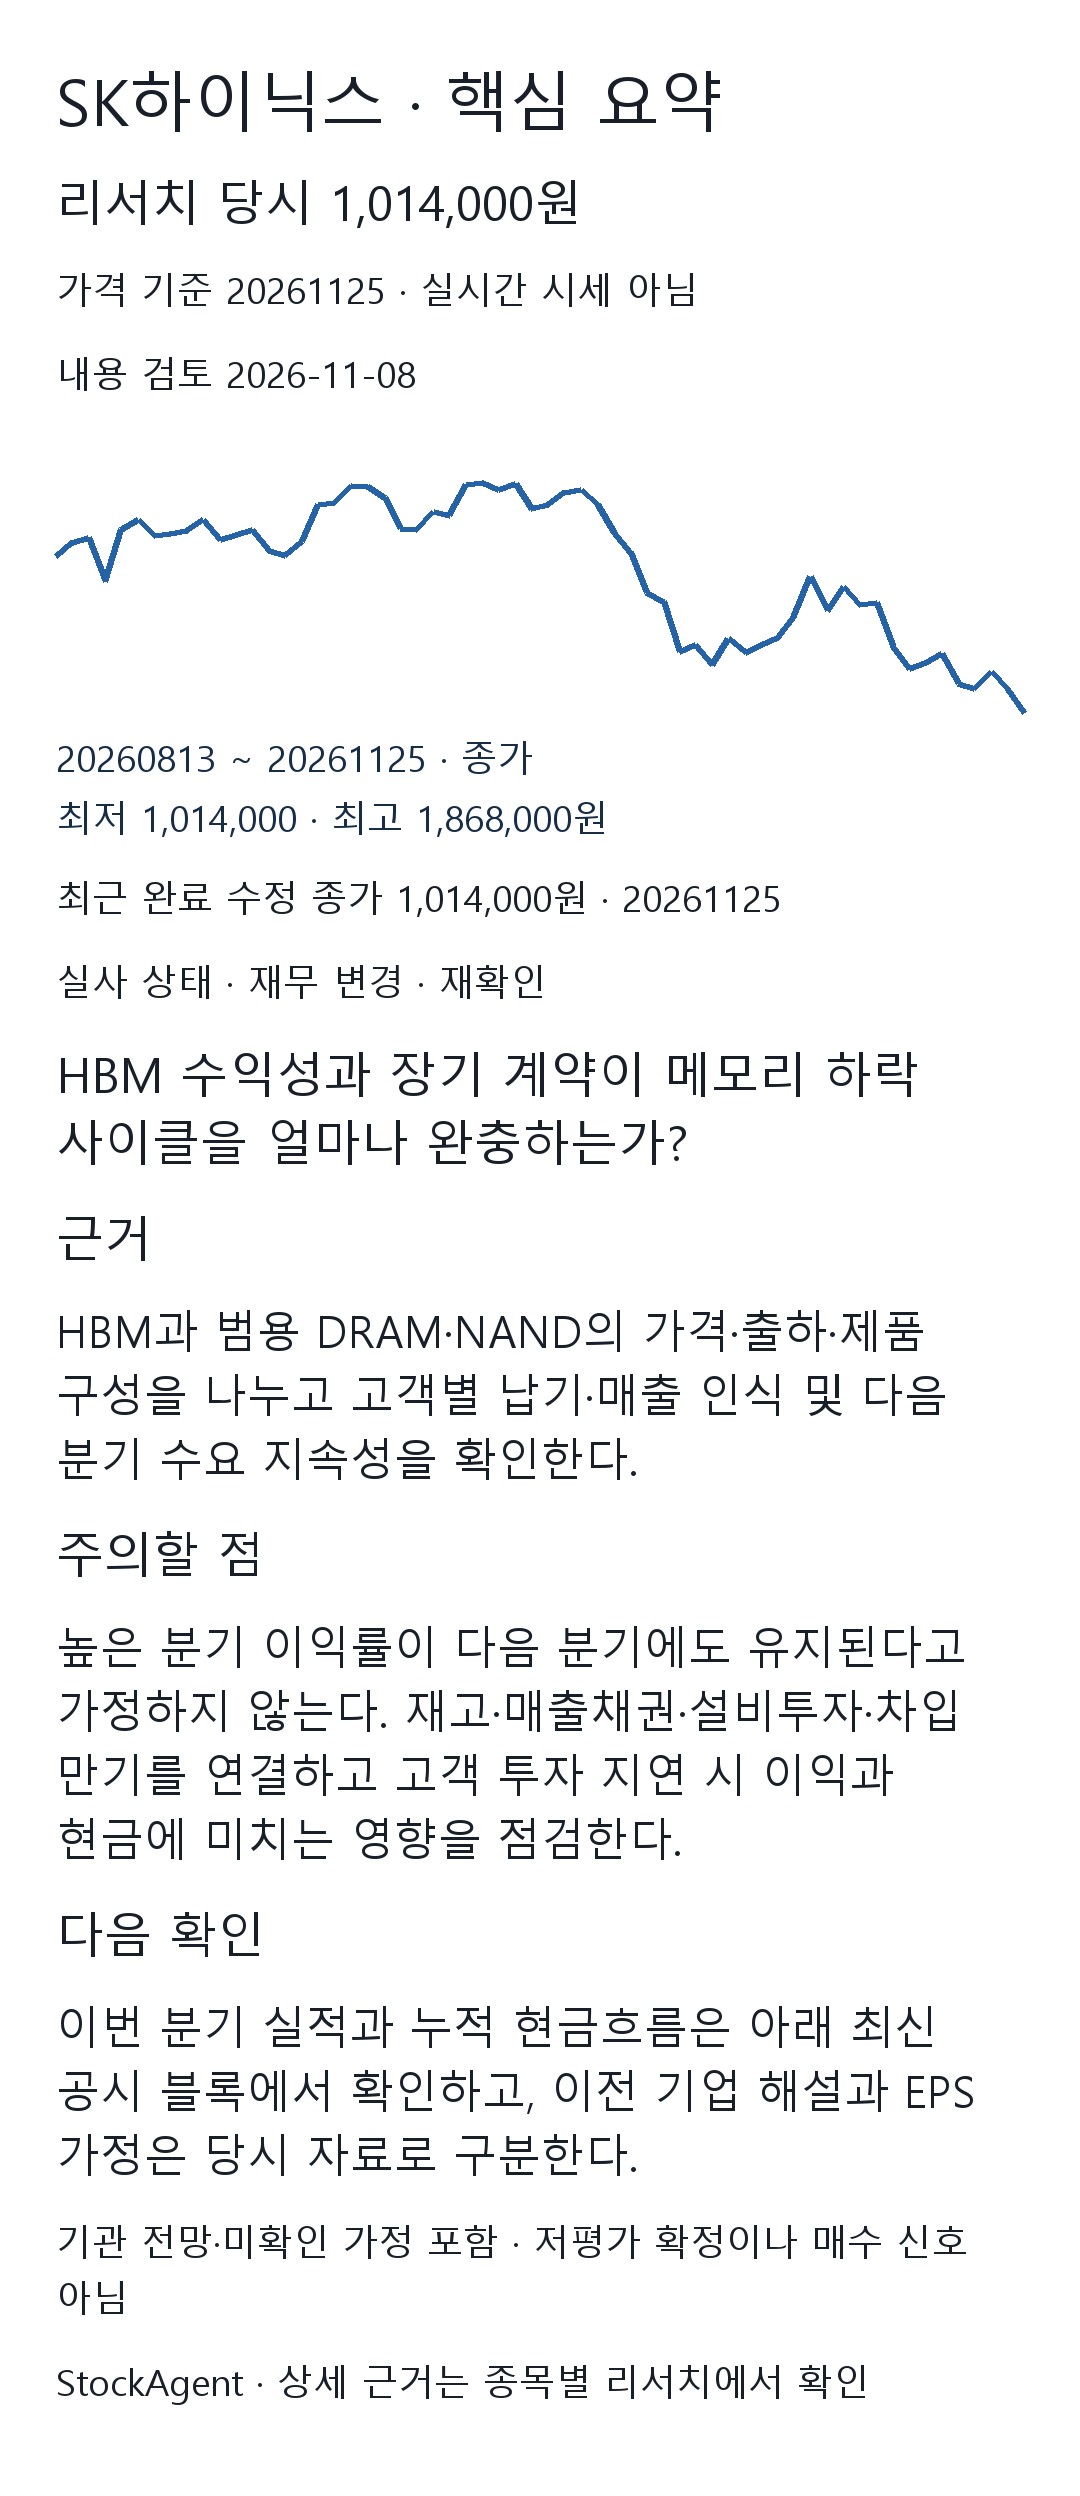 SK하이닉스 · 핵심 요약
리서치 당시 1,014,000원
가격 기준 20261125 · 실시간 시세 아님
내용 검토 2026-11-08
20260813 ~ 20261125 · 종가
최저 1,014,000 · 최고 1,868,000원
최근 완료 수정 종가 1,014,000원 · 20261125
실사 상태 · 재무 변경 · 재확인
HBM 수익성과 장기 계약이 메모리 하락
사이클을 얼마나 완충하는가?
근거
HBM과 범용 DRAM·NAND의 가격·출하·제품
구성을 나누고 고객별 납기·매출 인식 및 다음
분기 수요 지속성을 확인한다.
주의할 점
높은 분기 이익률이 다음 분기에도 유지된다고
가정하지 않는다. 재고·매출채권·설비투자·차입
만기를 연결하고 고객 투자 지연 시 이익과
현금에 미치는 영향을 점검한다.
다음 확인
이번 분기 실적과 누적 현금흐름은 아래 최신
공시 블록에서 확인하고, 이전 기업 해설과 EPS
가정은 당시 자료로 구분한다.
기관 전망·미확인 가정 포함 · 저평가 확정이나 매수 신호
아님
StockAgent · 상세 근거는 종목별 리서치에서 확인